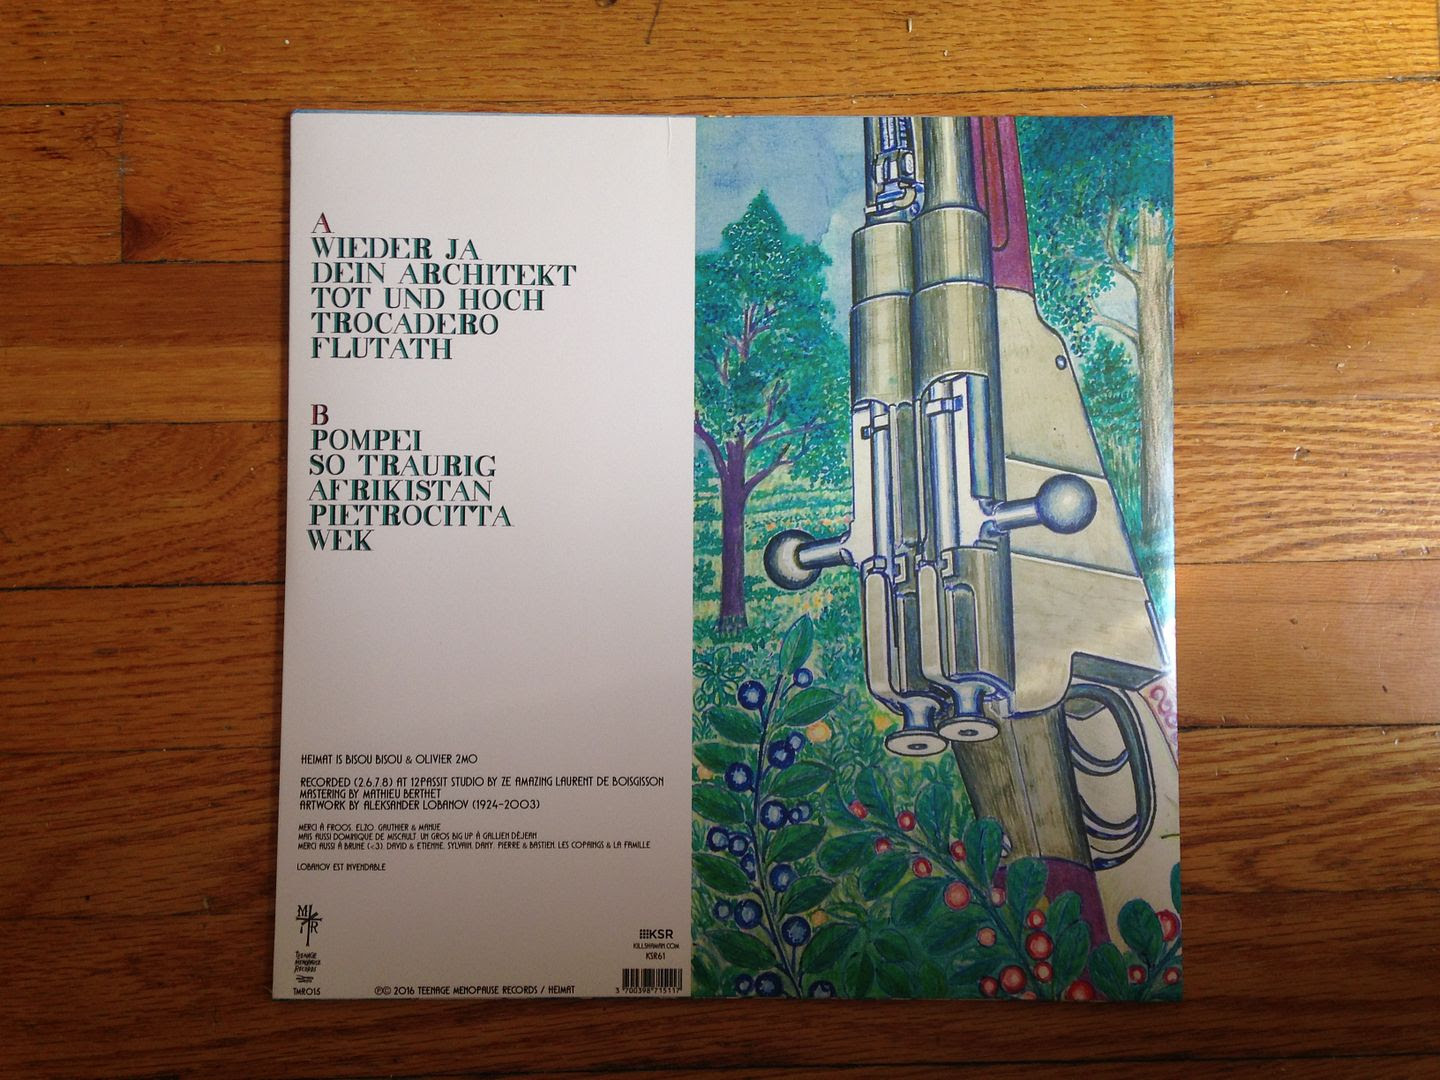 A
WIEDER JA
DEIN ARCHITEKT
TOT UND HOCH
TROCADERO
FLUTATH
B
POMPEI
SO TRAURIG
AFRIKISTAN
PIETROCITTA
WEK
HEIMAT IS BISOU BISOU & OLIVIER 2MO
RECORDED (2.6.7.8) AT 12PASSIT STUDIO BY ZE AMAZING LAURENT DE BOISGISSON
MASTERING BY MATHIEU BERTHET
ARTWORK BY ALEKSANDER LOBANOV (1924-2003)
MERCI À FROOS, ELZO, GAUTHIER & MANUE
MAIS AUSSI DOMINIQUE DE MISCAULT. UN GROS BIG UP À GALLIEN DÉJEAN
MERCI AUSSI À BRUNE (<3), DAVID & ETIENNE, SYLVAIN, DANY, PIERRE & BASTIEN, LES COPAINGS & LA FAMILLE
LOBANOV EST INVENDABLE
M
T R
TEENAGE
MENOPAUSE
RECORDS
TMR015
℗© 2016 TEENAGE MENOPAUSE RECORDS / HEIMAT
KSR
KILLSHAMAN.COM
KSR61
3 700398 715117